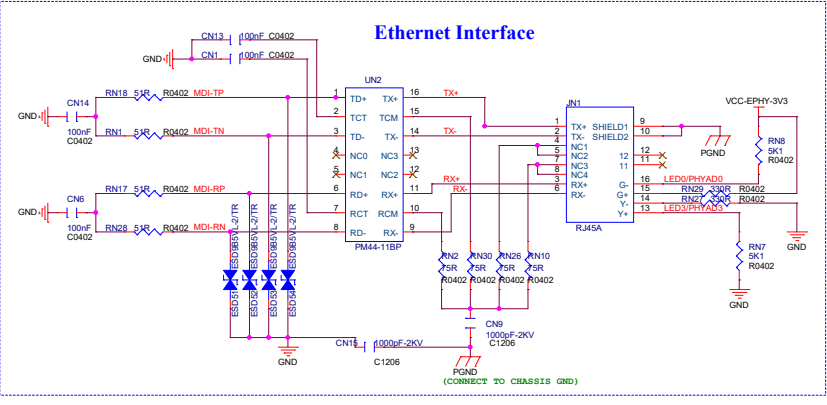 Ethernet Interface
CN13 100nF C0402
GND CN1 100nF C0402
UN2
RN18 51R R0402 MDI-TP
1 TD+ TX+ 16 TX+
JN1
VCC-EPHY-3V3
CN14
GND
100nF
C0402
2 TCT TCM 15
1 TX+ SHIELD1 9
RN1 51R R0402 MDI-TN
3 TD- TX- 14 TX-
2 TX- SHIELD2 10
PGND
RN8
5K1
R0402
4 NC0 NC3 13
4 NC1
5 NC2 12 12
5 NC1 NC2 12
7 NC3 11 11
8 NC4
RN17 51R R0402 MDI-RP
6 RD+ RX+ 11 RX+
3 RX+ G- 16 LED0/PHYAD0
RX-
6 RX- G+ 15 RN29 330R R0402
CN6
GND
100nF
C0402
7 RCT RCM 10
Y- 14 RN27 330R R0402
Y+ 13 LED3/PHYAD3
RN28 51R R0402 MDI-RN
8 RD- RX- 9
PM44-11BP
RJ45A
GND
ESD51 ESD9B5VL-2/TR
ESD52 ESD9B5VL-2/TR
ESD53 ESD9B5VL-2/TR
ESD54 ESD9B5VL-2/TR
RN2 RN30 RN26 RN10
75R 75R 75R 75R
R0402 R0402 R0402 R0402
RN7
5K1
R0402
GND
CN9
1000pF-2KV
C1206
GND
CN15 1000pF-2KV
C1206
PGND
(CONNECT TO CHASSIS GND)